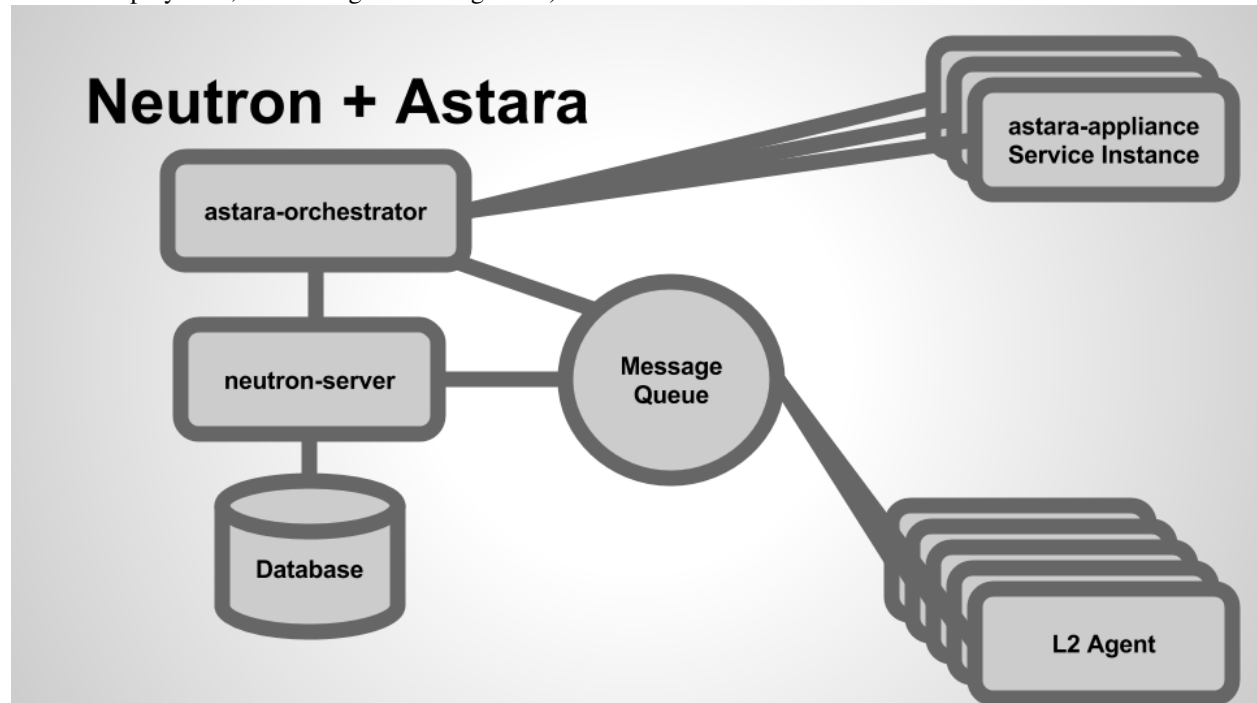 Neutron + Astara
astara-appliance
Service Instance
astara-orchestrator
neutron-server
Message
Queue
Database
L2 Agent